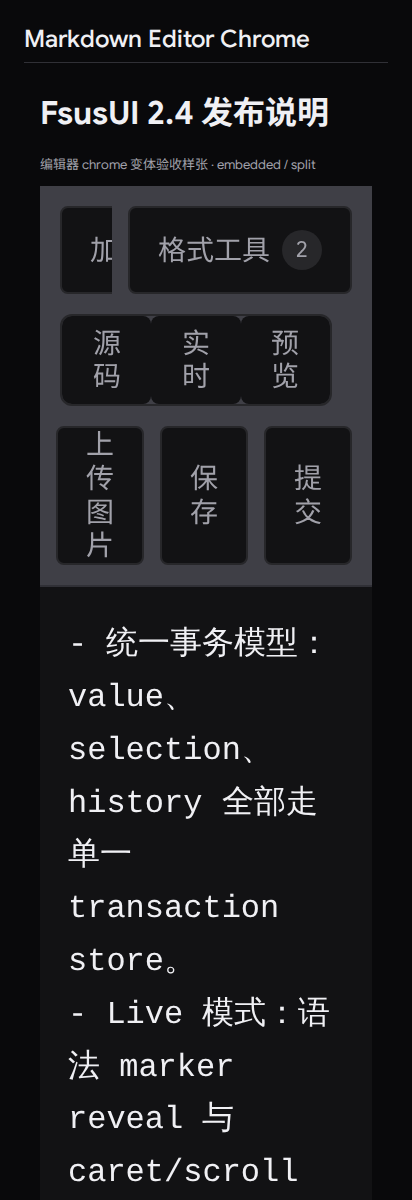 Markdown Editor Chrome
FsusUI 2.4 发布说明
编辑器 chrome 变体验收样张 · embedded / split
加 格式工具 2
源码 实时 预览
上传图片 保存 提交
- 统一事务模型：
value、
selection、
history 全部走
单一
transaction
store。
- Live 模式：语
法 marker
reveal 与
caret/scroll